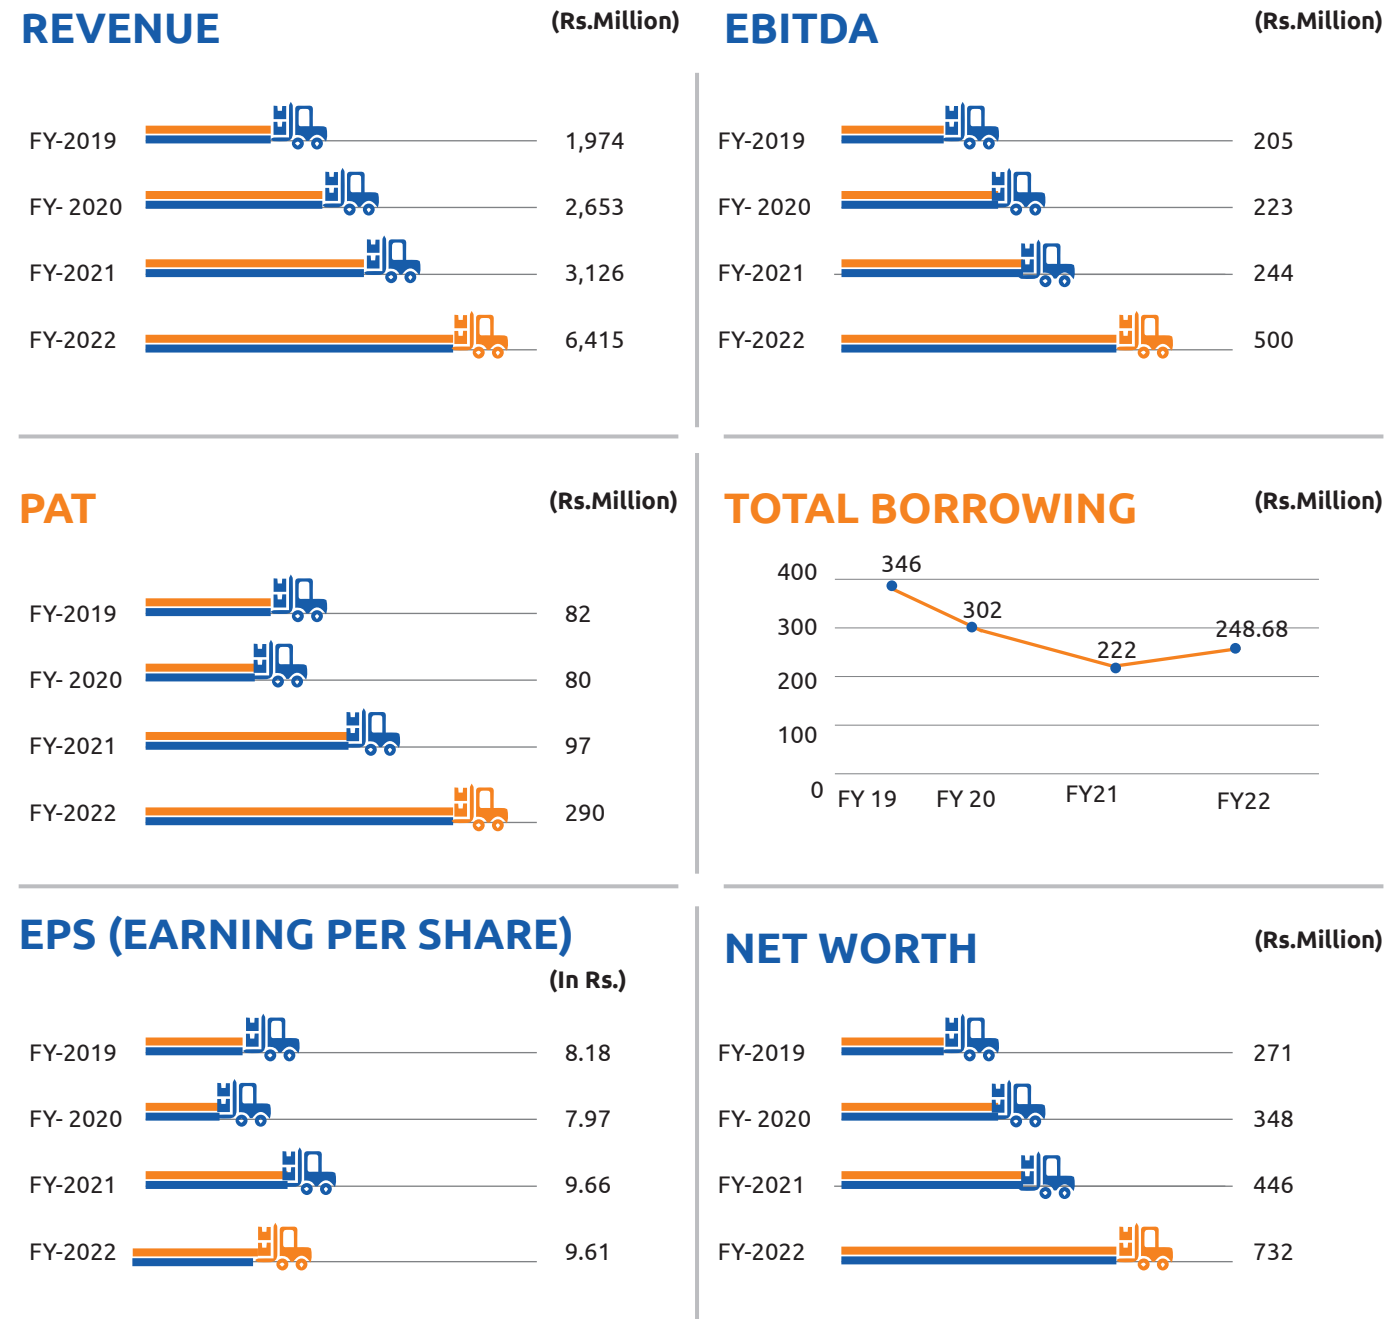 REVENUE (Rs.Million)
FY-2019 1,974
FY- 2020 2,653
FY-2021 3,126
FY-2022 6,415
EBITDA (Rs.Million)
FY-2019 205
FY- 2020 223
FY-2021 244
FY-2022 500
PAT (Rs.Million)
FY-2019 82
FY- 2020 80
FY-2021 97
FY-2022 290
TOTAL BORROWING (Rs.Million)
346
400
302
300
248.68
222
200
100
0
FY 19 FY 20 FY21 FY22
EPS (EARNING PER SHARE)
(In Rs.)
FY-2019 8.18
FY- 2020 7.97
FY-2021 9.66
FY-2022 9.61
NET WORTH (Rs.Million)
FY-2019 271
FY- 2020 348
FY-2021 446
FY-2022 732